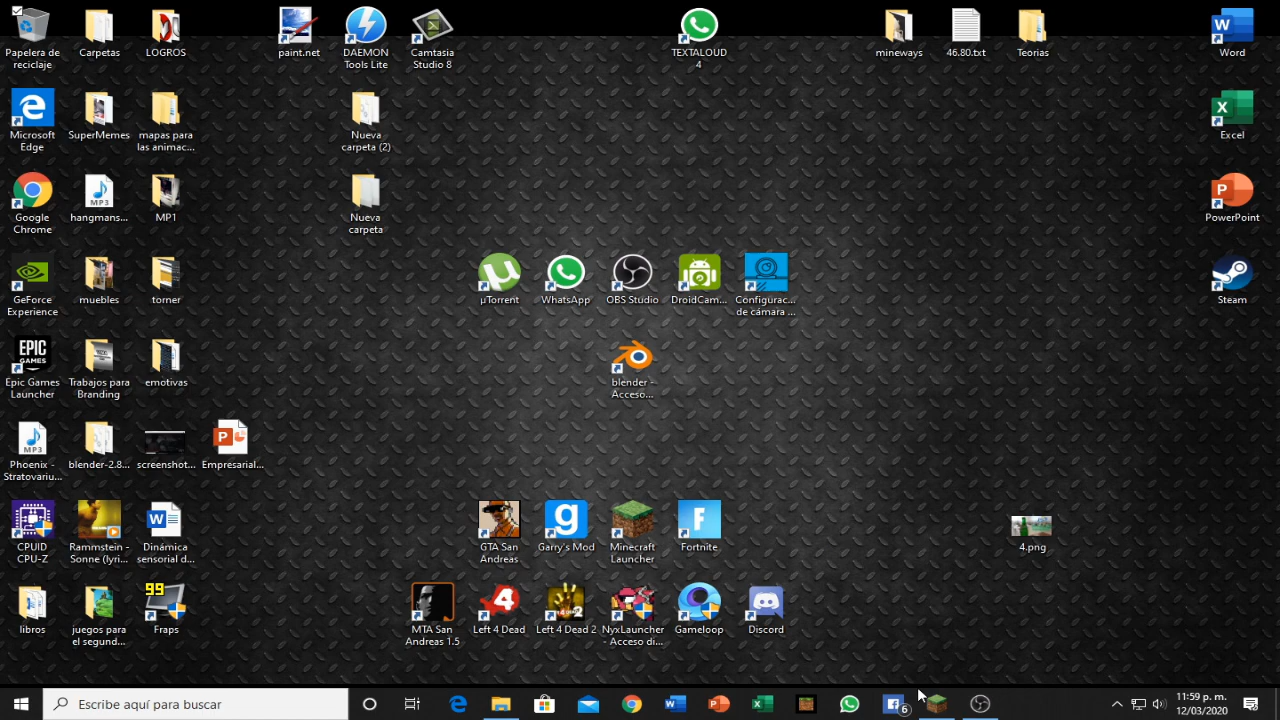 Papelera de
reciclaje
Carpetas
LOGROS
paint.net
DAEMON
Tools Lite
Camtasia
Studio 8
TEXTALOUD
4
mineways
46.80.txt
Teorias
Word
Microsoft
Edge
SuperMemes
mapas para
las animac...
Nueva
carpeta (2)
Excel
Google
Chrome
hangmans...
MP1
Nueva
carpeta
PowerPoint
GeForce
Experience
muebles
torner
µTorrent
WhatsApp
OBS Studio
DroidCam...
Configurac...
de cámara ...
Steam
Epic Games
Launcher
Trabajos para
Branding
emotivas
blender -
Acceso...
Phoenix -
Stratovariu...
blender-2.8...
screenshot...
Empresarial...
CPUID
CPU-Z
Rammstein -
Sonne (lyri...
Dinámica
sensorial d...
GTA San
Andreas
Garry's Mod
Minecraft
Launcher
Fortnite
4.png
libros
juegos para
el segund...
Fraps
MTA San
Andreas 1.5
Left 4 Dead
Left 4 Dead 2
NyxLauncher
- Acceso di...
Gameloop
Discord
Escribe aquí para buscar
6
11:59 p. m.
12/03/2020